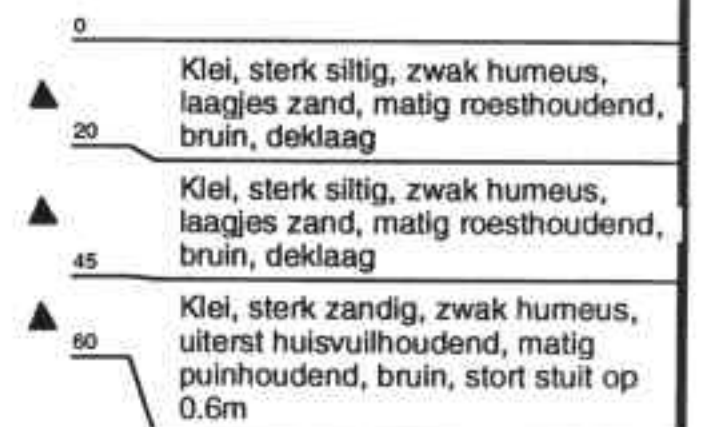 0
Klei, sterk siltig, zwak humeus,
laagjes zand, matig roesthoudend,
bruin, deklaag
20
Klei, sterk siltig, zwak humeus,
laagjes zand, matig roesthoudend,
bruin, deklaag
45
Klei, sterk zandig, zwak humeus,
uiterst huisvuilhoudend, matig
puinhoudend, bruin, stort stuit op
0.6m
60